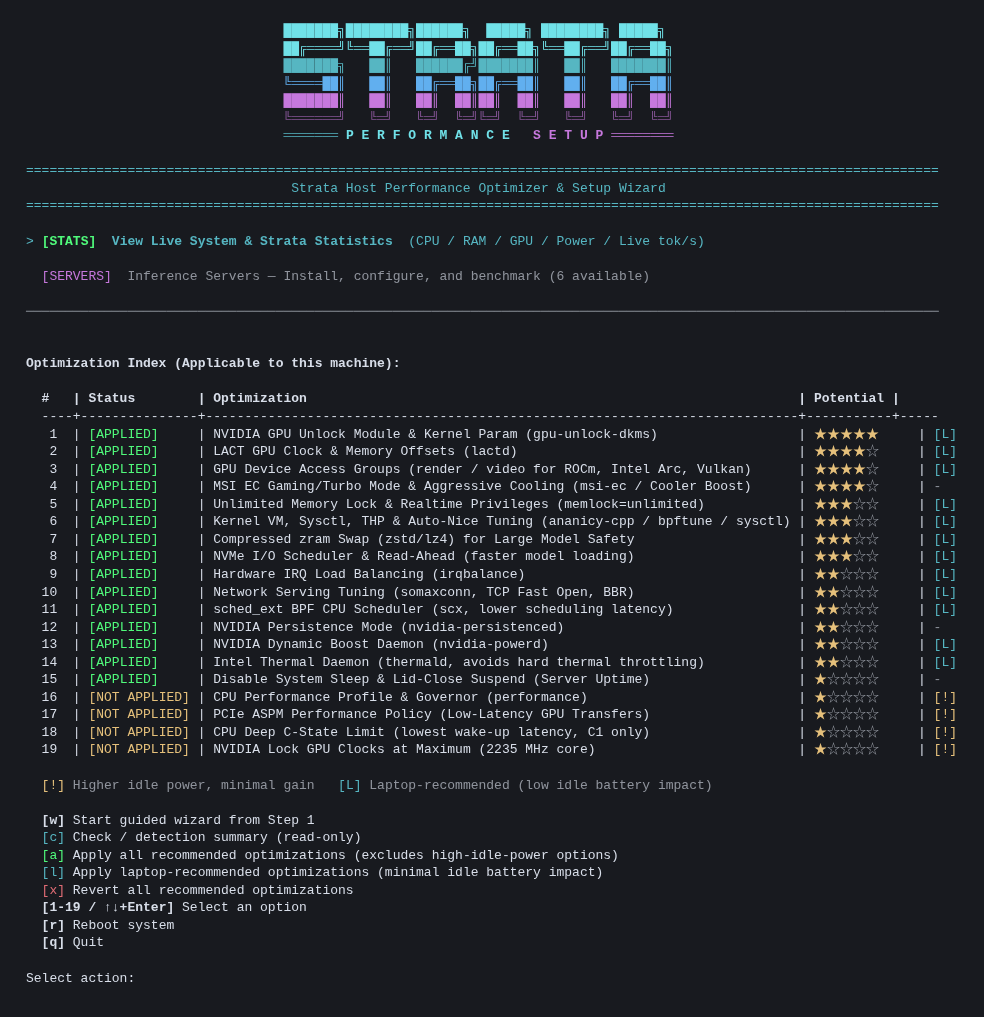 STRATA
PERFORMANCE SETUP
Strata Host Performance Optimizer & Setup Wizard
> [STATS]  View Live System & Strata Statistics  (CPU / RAM / GPU / Power / Live tok/s)
[SERVERS]  Inference Servers — Install, configure, and benchmark (6 available)
Optimization Index (Applicable to this machine):
#   | Status        | Optimization                                                               | Potential |
----+---------------+----------------------------------------------------------------------------+-----------+-----
1  | [APPLIED]     | NVIDIA GPU Unlock Module & Kernel Param (gpu-unlock-dkms)                  | ★★★★★     | [L]
2  | [APPLIED]     | LACT GPU Clock & Memory Offsets (lactd)                                    | ★★★★☆     | [L]
3  | [APPLIED]     | GPU Device Access Groups (render / video for ROCm, Intel Arc, Vulkan)      | ★★★★☆     | [L]
4  | [APPLIED]     | MSI EC Gaming/Turbo Mode & Aggressive Cooling (msi-ec / Cooler Boost)      | ★★★★☆     | -
5  | [APPLIED]     | Unlimited Memory Lock & Realtime Privileges (memlock=unlimited)            | ★★★☆☆     | [L]
6  | [APPLIED]     | Kernel VM, Sysctl, THP & Auto-Nice Tuning (ananicy-cpp / bpftune / sysctl) | ★★★☆☆     | [L]
7  | [APPLIED]     | Compressed zram Swap (zstd/lz4) for Large Model Safety                     | ★★★☆☆     | [L]
8  | [APPLIED]     | NVMe I/O Scheduler & Read-Ahead (faster model loading)                     | ★★★☆☆     | [L]
9  | [APPLIED]     | Hardware IRQ Load Balancing (irqbalance)                                   | ★★☆☆☆     | [L]
10  | [APPLIED]     | Network Serving Tuning (somaxconn, TCP Fast Open, BBR)                     | ★★☆☆☆     | [L]
11  | [APPLIED]     | sched_ext BPF CPU Scheduler (scx, lower scheduling latency)                | ★★☆☆☆     | [L]
12  | [APPLIED]     | NVIDIA Persistence Mode (nvidia-persistenced)                              | ★★☆☆☆     | -
13  | [APPLIED]     | NVIDIA Dynamic Boost Daemon (nvidia-powerd)                                | ★★☆☆☆     | [L]
14  | [APPLIED]     | Intel Thermal Daemon (thermald, avoids hard thermal throttling)            | ★★☆☆☆     | [L]
15  | [APPLIED]     | Disable System Sleep & Lid-Close Suspend (Server Uptime)                   | ★☆☆☆☆     | -
16  | [NOT APPLIED] | CPU Performance Profile & Governor (performance)                           | ★☆☆☆☆     | [!]
17  | [NOT APPLIED] | PCIe ASPM Performance Policy (Low-Latency GPU Transfers)                   | ★☆☆☆☆     | [!]
18  | [NOT APPLIED] | CPU Deep C-State Limit (lowest wake-up latency, C1 only)                   | ★☆☆☆☆     | [!]
19  | [NOT APPLIED] | NVIDIA Lock GPU Clocks at Maximum (2235 MHz core)                          | ★☆☆☆☆     | [!]
[!] Higher idle power, minimal gain   [L] Laptop-recommended (low idle battery impact)
[w] Start guided wizard from Step 1
[c] Check / detection summary (read-only)
[a] Apply all recommended optimizations (excludes high-idle-power options)
[l] Apply laptop-recommended optimizations (minimal idle battery impact)
[x] Revert all recommended optimizations
[1-19 / ↑↓+Enter] Select an option
[r] Reboot system
[q] Quit
Select action: